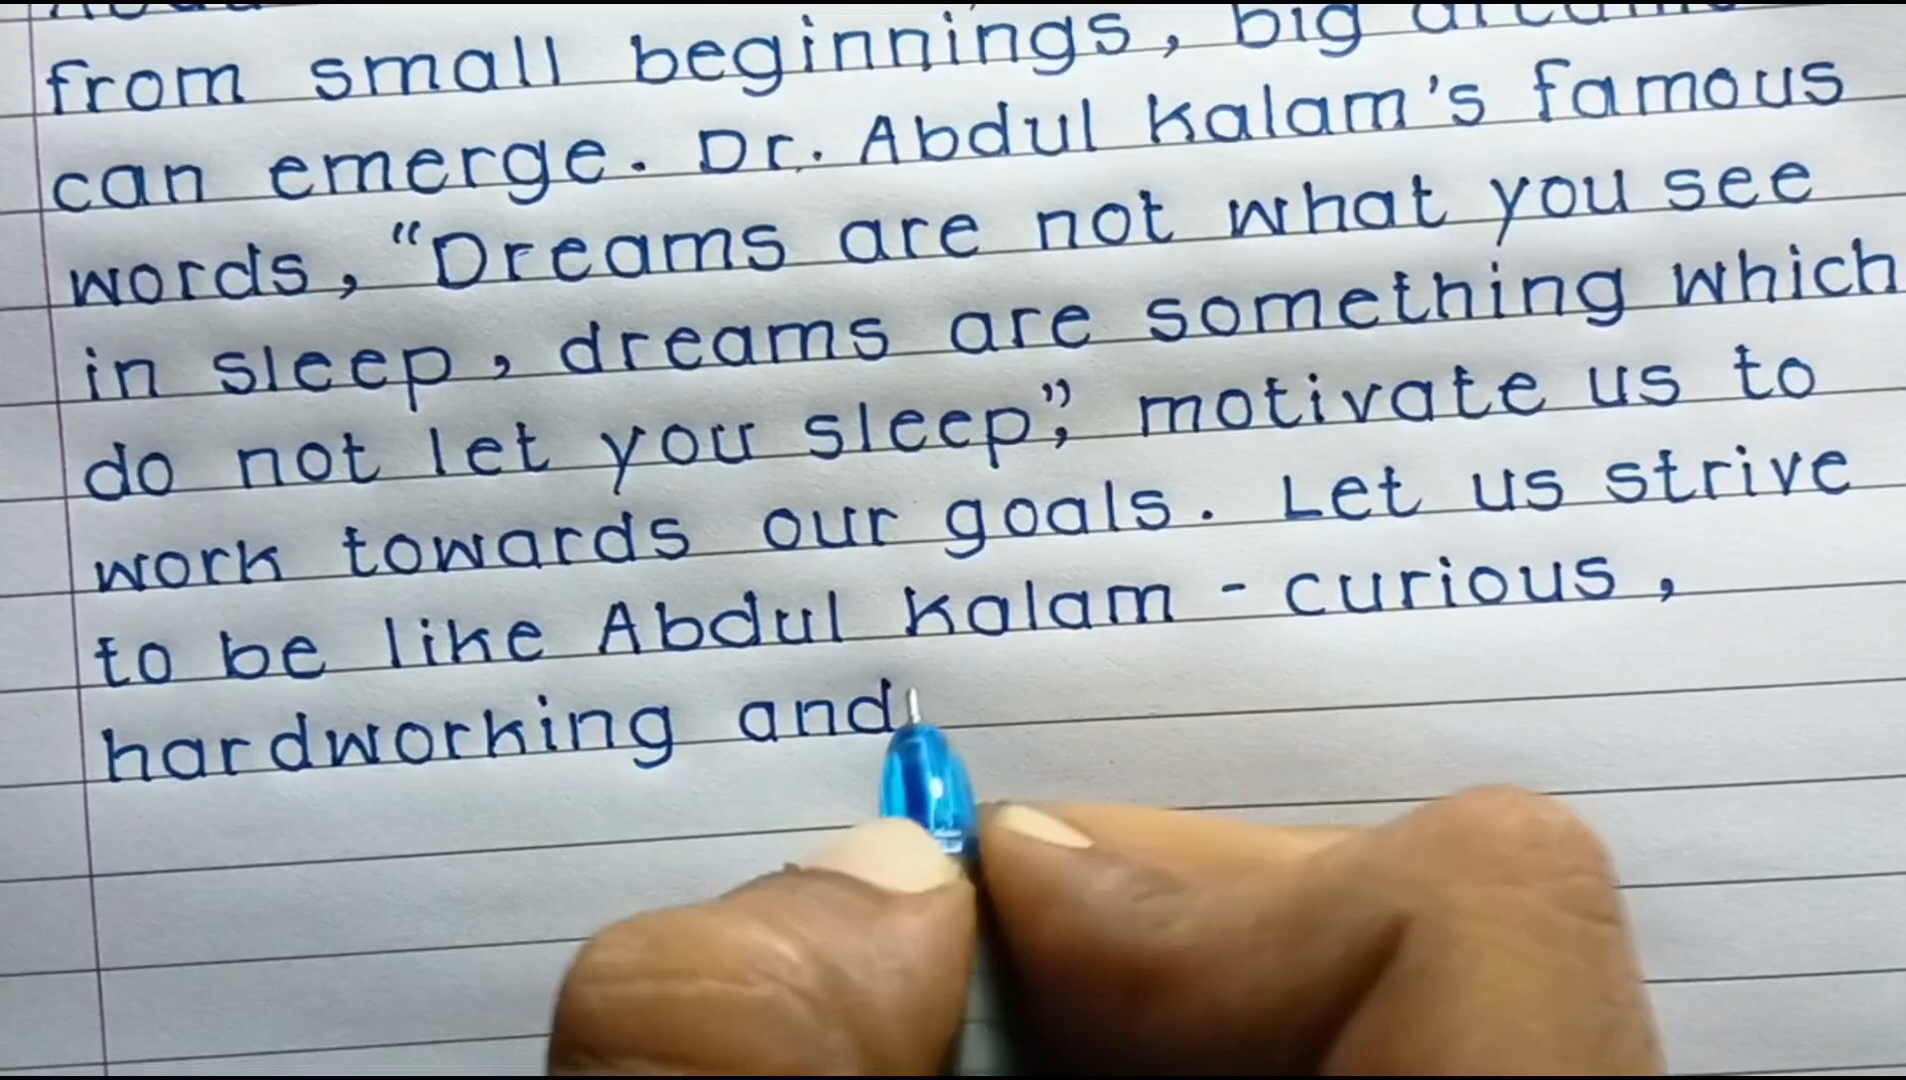 from small beginnings, big dreams
can emerge. Dr. Abdul Kalam's famous
words, “Dreams are not what you see
in sleep, dreams are something which
do not let you sleep”, motivate us to
work towards our goals. Let us strive
to be like Abdul Kalam - curious,
hardworking and